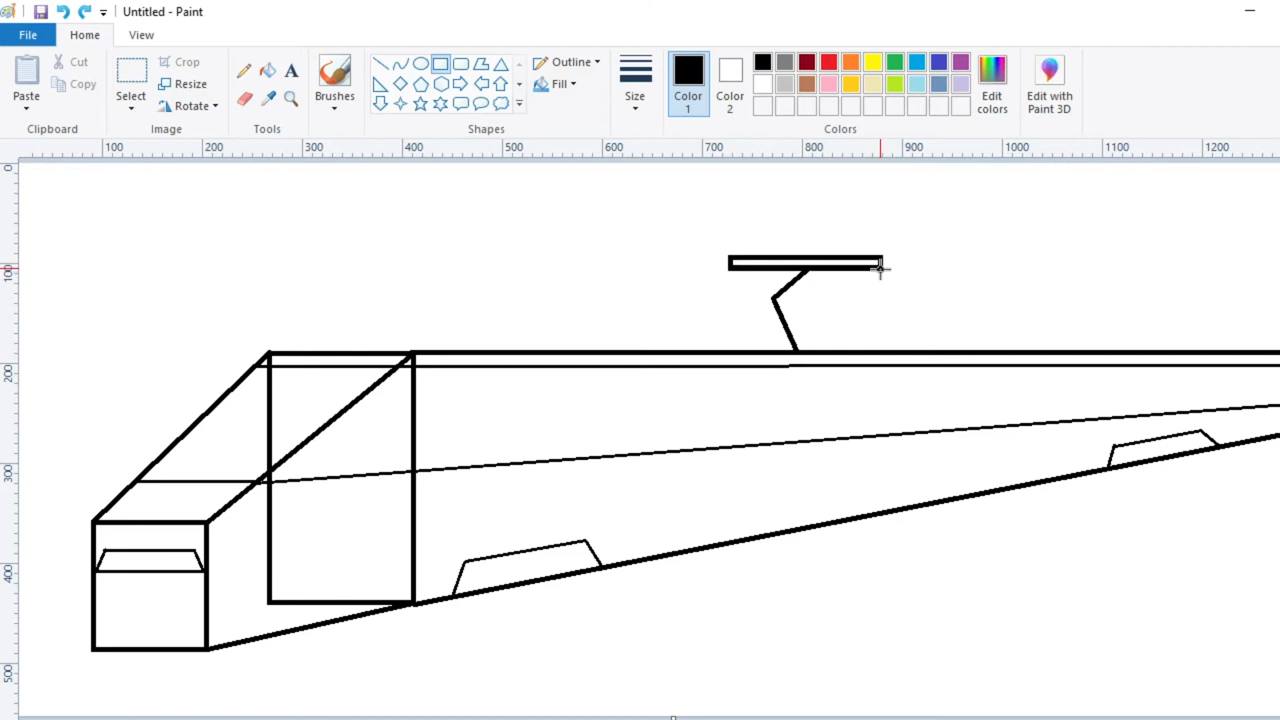 Untitled - Paint
File Home View
Paste
Cut
Copy
Clipboard
Select
Crop
Resize
Rotate
Image
A
Tools
Brushes
Outline
Fill
Shapes
Size
Color 1
Color 2
Edit colors
Colors
Edit with Paint 3D
100 200 300 400 500 600 700 800 900 1000 1100 1200
0
100
200
300
400
500